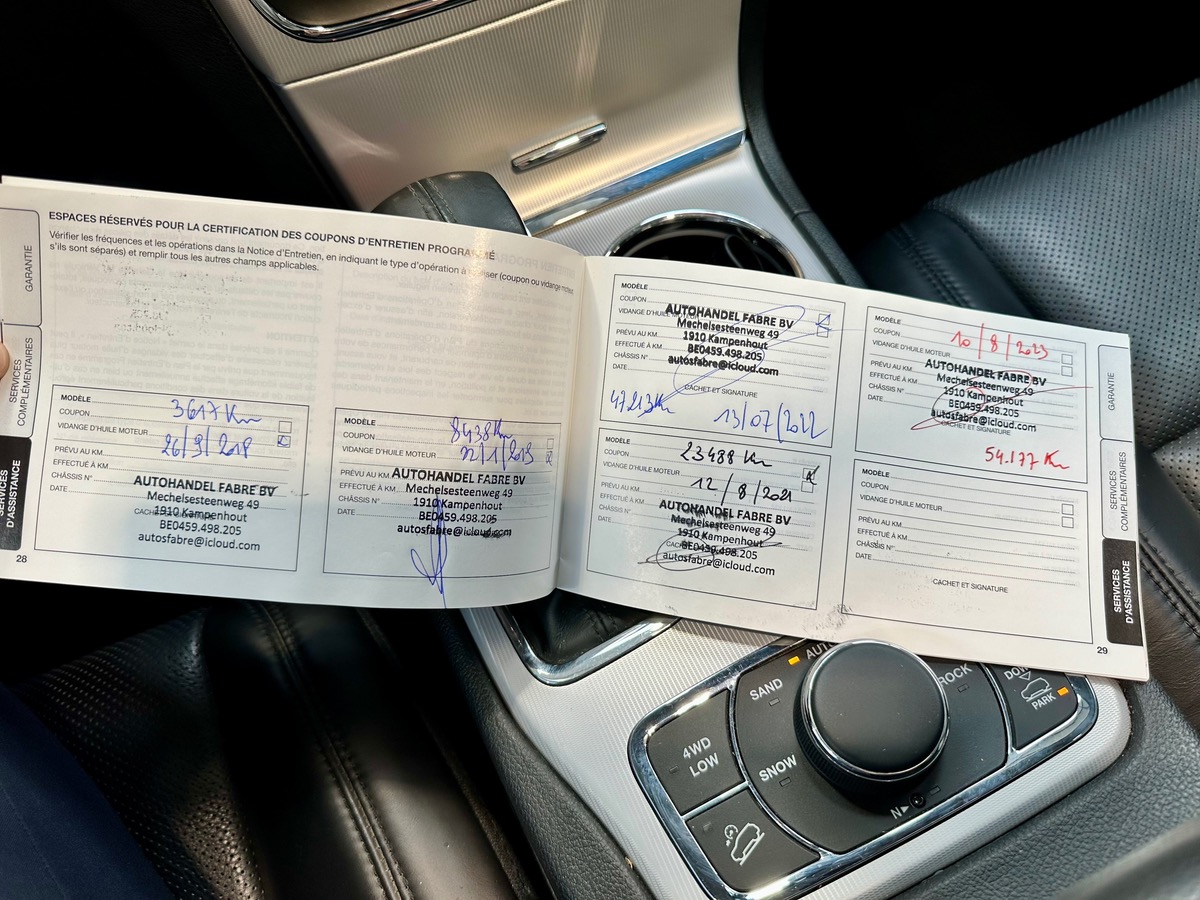 ESPACES RÉSERVÉS POUR LA CERTIFICATION DES COUPONS D'ENTRETIEN PROGRAMMÉ
Vérifier les fréquences et les opérations dans la Notice d'Entretien, en indiquant le type d'opération à (coupon ou vidange moteur
s'ils sont séparés) et remplir tous les autres champs applicables.
GARANTIE
SERVICES
COMPLÉMENTAIRES
SERVICES
D'ASSISTANCE
28
MODÈLE
3617 Km
COUPON
VIDANGE D'HUILE MOTEUR
26/9/2018
PRÉVU AU KM
EFFECTUÉ À KM
AUTOHANDEL FABRE BV
CHÂSSIS N°
Mechelsesteenweg 49
DATE
1910 Kampenhout
BE0459.498.205
autosfabre@icloud.com
MODÈLE
8438 Km
COUPON
VIDANGE D'HUILE MOTEUR
PRÉVU AU KM
AUTOHANDEL FABRE BV
EFFECTUÉ À KM
Mechelsesteenweg 49
CHÂSSIS N°
1910 Kampenhout
DATE
BE0459.498.205
autosfabre@icloud.com
MODÈLE
COUPON
AUTOHANDEL FABRE BV
VIDANGE D'HUILE MOTEUR
Mechelsesteenweg 49
PRÉVU AU KM
1910 Kampenhout
EFFECTUÉ À KM
BE0459.498.205
CHÂSSIS N°
autosfabre@icloud.com
DATE
CACHET ET SIGNATURE
47213 Km
13/07/2022
MODÈLE
COUPON
23488 Km
VIDANGE D'HUILE MOTEUR
12/8/2021
PRÉVU AU KM
EFFECTUÉ À KM
AUTOHANDEL FABRE BV
CHÂSSIS N°
Mechelsesteenweg 49
DATE
1910 Kampenhout
BE0459.498.205
autosfabre@icloud.com
MODÈLE
COUPON
10/8/2023
VIDANGE D'HUILE MOTEUR
PRÉVU AU KM
AUTOHANDEL FABRE BV
EFFECTUÉ À KM
Mechelsesteenweg 49
CHÂSSIS N°
1910 Kampenhout
DATE
BE0459.498.205
autosfabre@icloud.com
CACHET ET SIGNATURE
54.177 Km
MODÈLE
COUPON
VIDANGE D'HUILE MOTEUR
PRÉVU AU KM
EFFECTUÉ À KM
CHÂSSIS N°
DATE
CACHET ET SIGNATURE
GARANTIE
SERVICES
COMPLÉMENTAIRES
SERVICES
D'ASSISTANCE
29
4WD
LOW
SAND
SNOW
AUTO
ROCK
N
DOWN
PARK